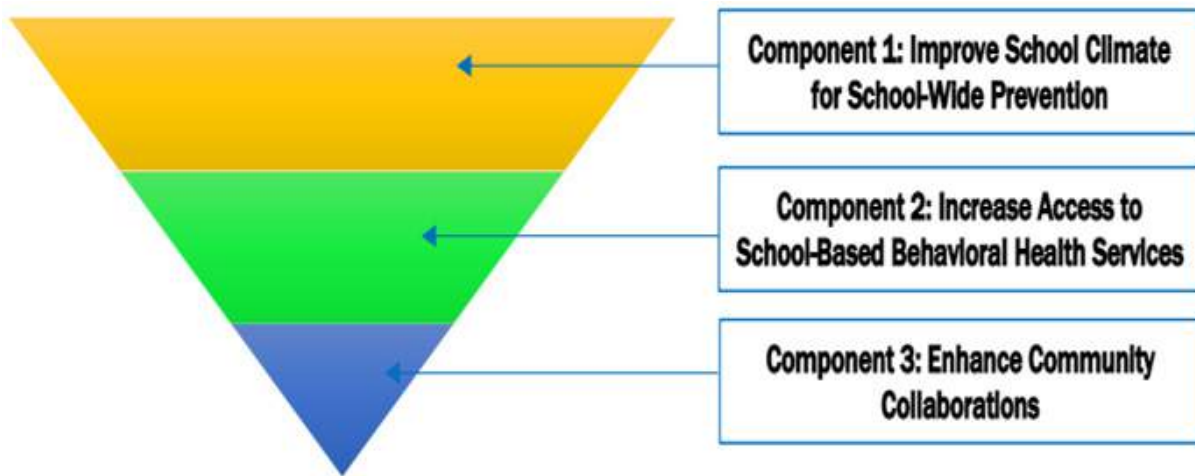 Component 1: Improve School Climate
for School-Wide Prevention
Component 2: Increase Access to
School-Based Behavioral Health Services
Component 3: Enhance Community
Collaborations